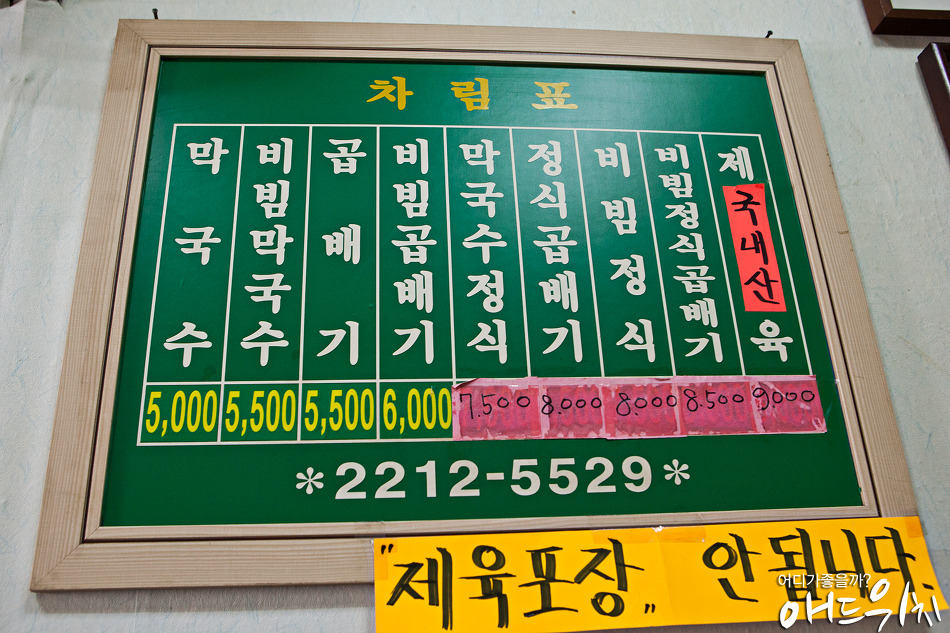 차림표
막국수
비빔막국수
곱배기
비빔곱배기
막국수정식
정식곱배기
비빔정식
비빔정식곱배기
제육
국내산
5,000 5,500 5,500 6,000 7.500 8.000 8.000 8.500 9.000
*2212-5529*
"제육포장„ 안됩니다.
어디가좋을까?
애드위치